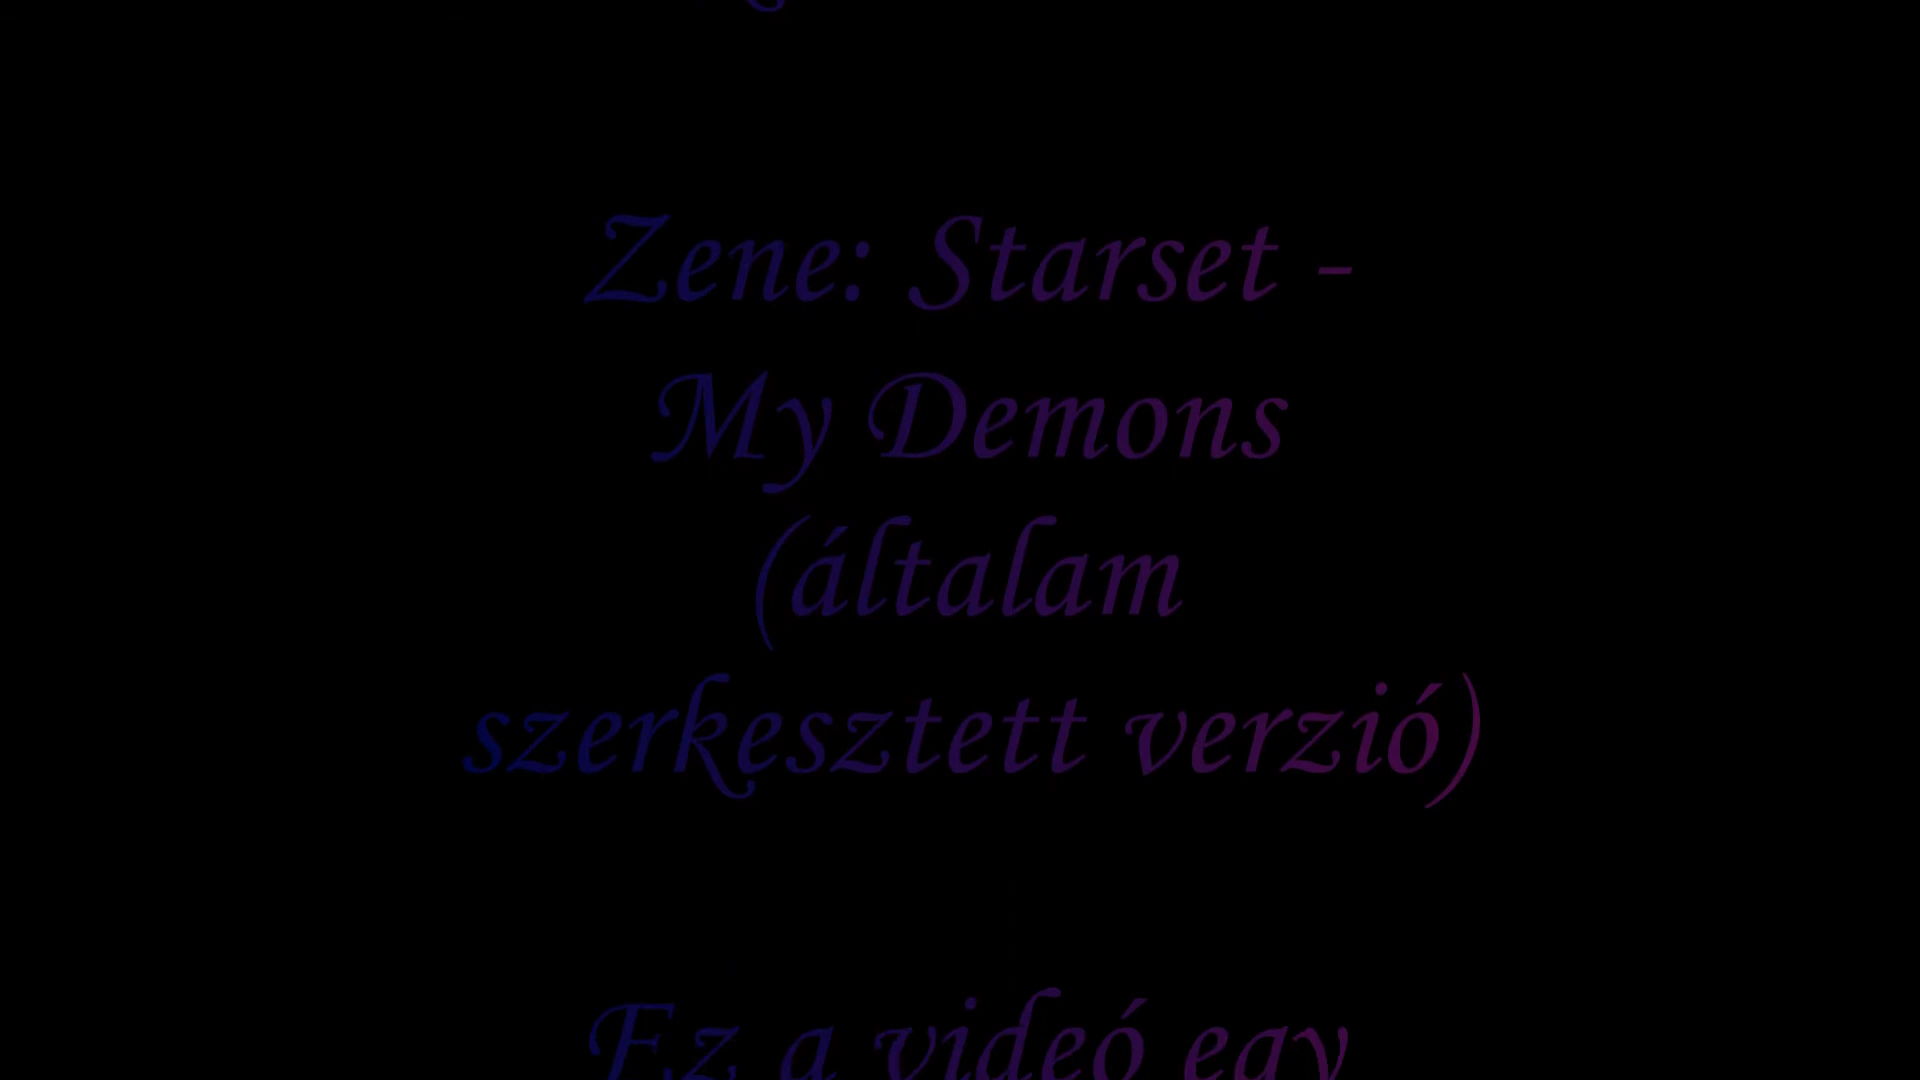 Zene: Starset -
My Demons
(általam
szerkesztett verzió)
Ez a videó egy